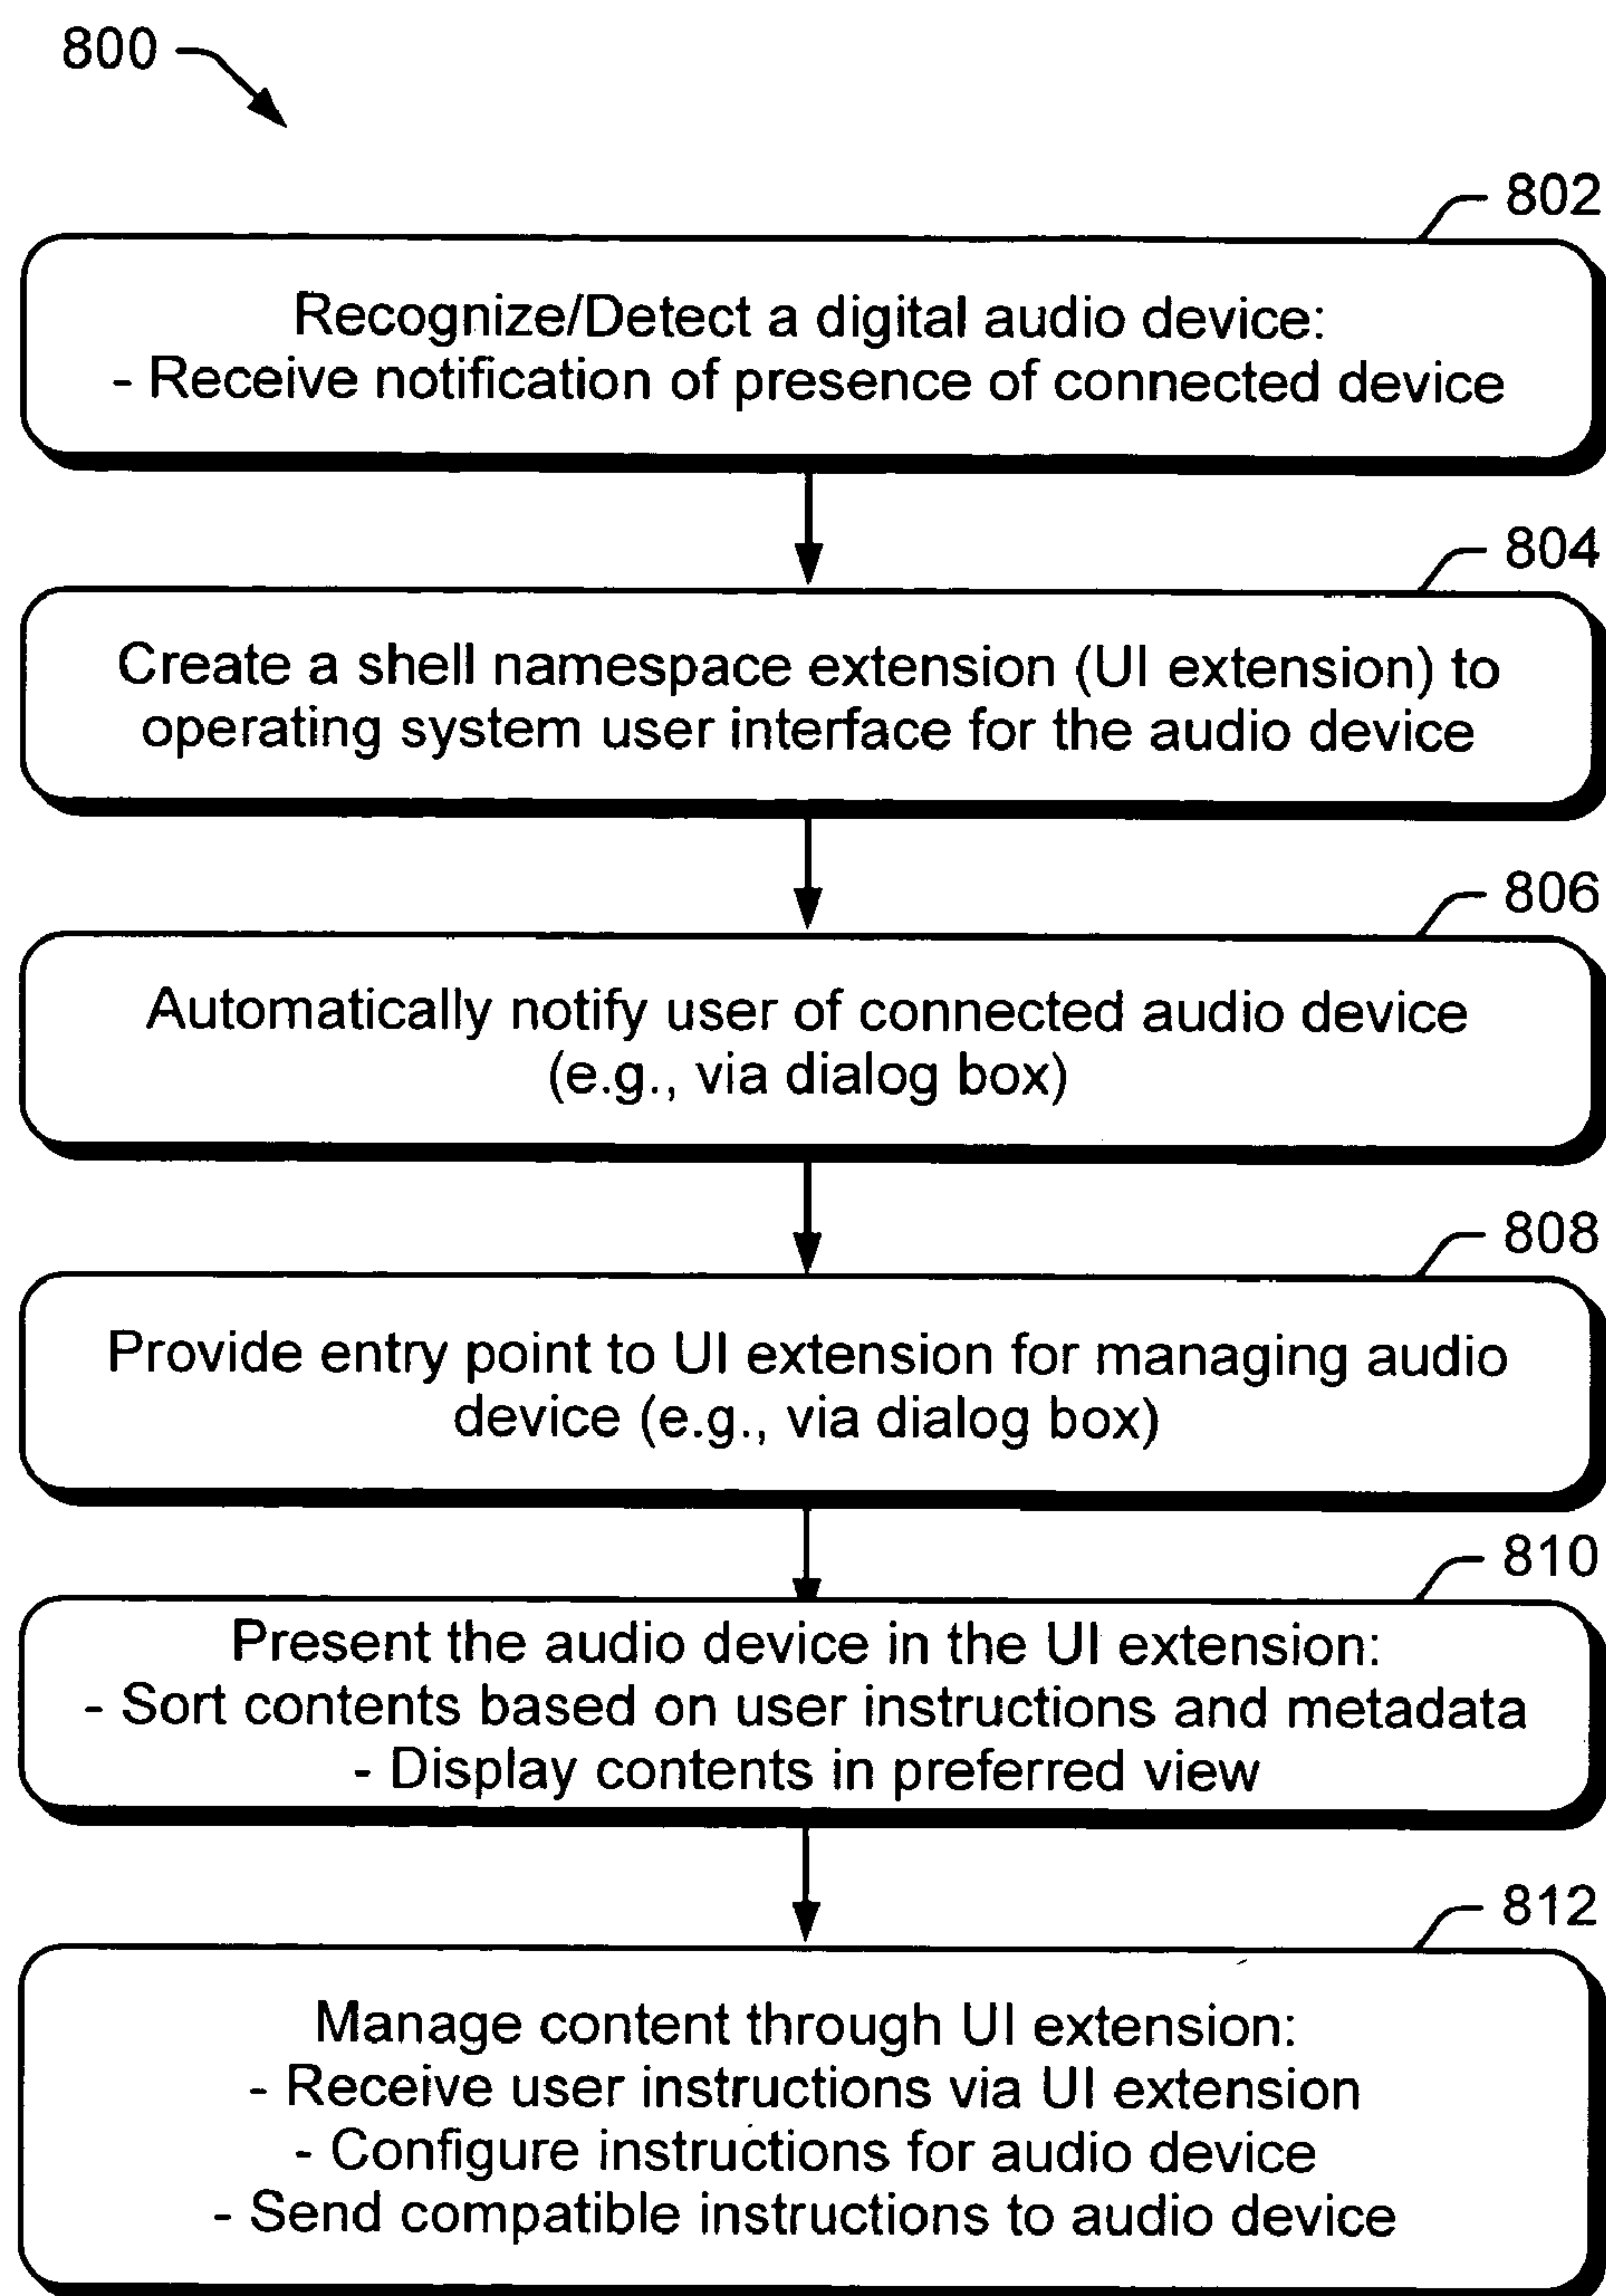 800
802
Recognize/Detect a digital audio device:
- Receive notification of presence of connected device
804
Create a shell namespace extension (UI extension) to
operating system user interface for the audio device
806
Automatically notify user of connected audio device
(e.g., via dialog box)
808
Provide entry point to UI extension for managing audio
device (e.g., via dialog box)
810
Present the audio device in the UI extension:
- Sort contents based on user instructions and metadata
- Display contents in preferred view
812
Manage content through UI extension:
- Receive user instructions via UI extension
- Configure instructions for audio device
- Send compatible instructions to audio device